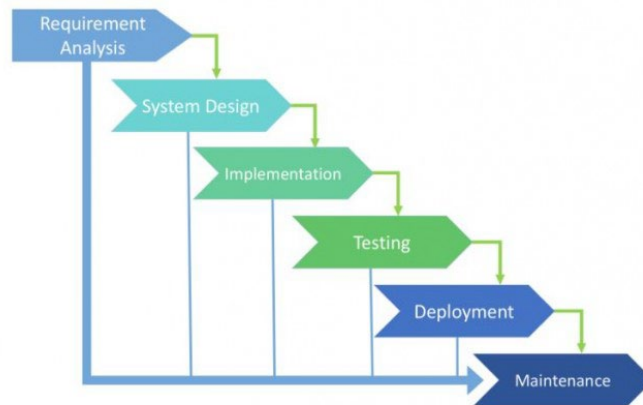 Requirement
Analysis
System Design
Implementation
Testing
Deployment
Maintenance